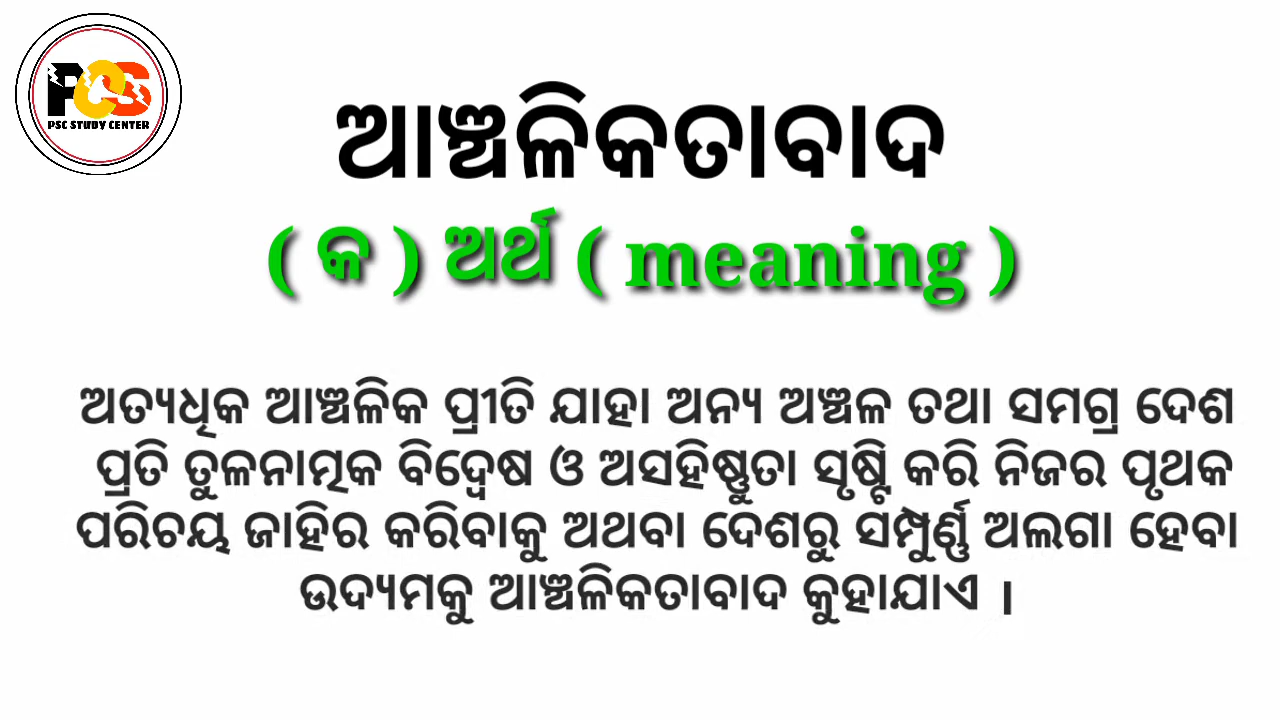 PCS
PSC STUDY CENTER
ଆଞ୍ଚଳିକତାବାଦ
( କ ) ଅର୍ଥ ( meaning )
ଅତ୍ୟଧିକ ଆଞ୍ଚଳିକ ପ୍ରୀତି ଯାହା ଅନ୍ୟ ଅଞ୍ଚଳ ତଥା ସମଗ୍ର ଦେଶ
ପ୍ରତି ତୁଳନାତ୍ମକ ବିଦ୍ୱେଷ ଓ ଅସହିଷ୍ଣୁତା ସୃଷ୍ଟି କରି ନିଜର ପୃଥକ
ପରିଚୟ ଜାହିର କରିବାକୁ ଅଥବା ଦେଶରୁ ସମ୍ପୁର୍ଣ୍ଣ ଅଲଗା ହେବା
ଉଦ୍ୟମକୁ ଆଞ୍ଚଳିକତାବାଦ କୁହାଯାଏ ।